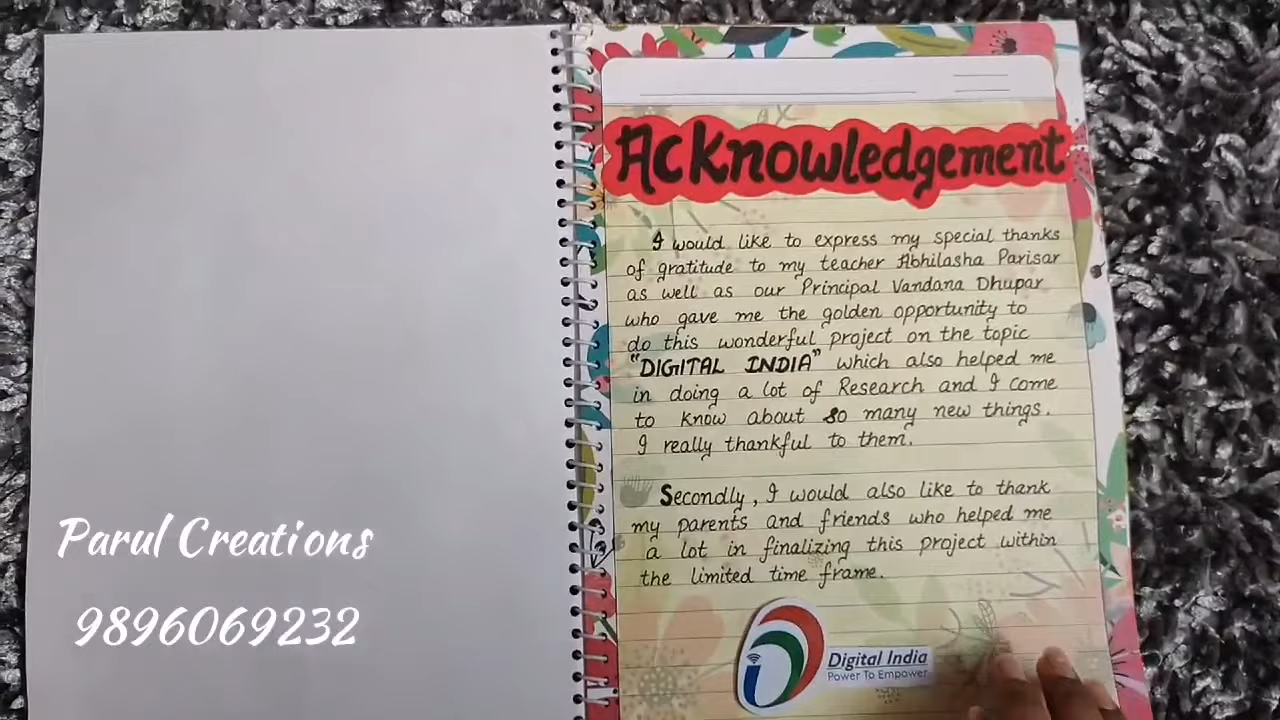 Acknowledgement
I would like to express my special thanks
of gratitude to my teacher Abhilasha Parisar
as well as our Principal Vandana Dhupar
who gave me the golden opportunity to
do this wonderful project on the topic
"DIGITAL INDIA" which also helped me
in doing a lot of Research and I come
to know about so many new things.
I really thankful to them.
Secondly, I would also like to thank
my parents and friends who helped me
a lot in finalizing this project within
the limited time frame.
Digital India
Power To Empower
Parul Creations
9896069232